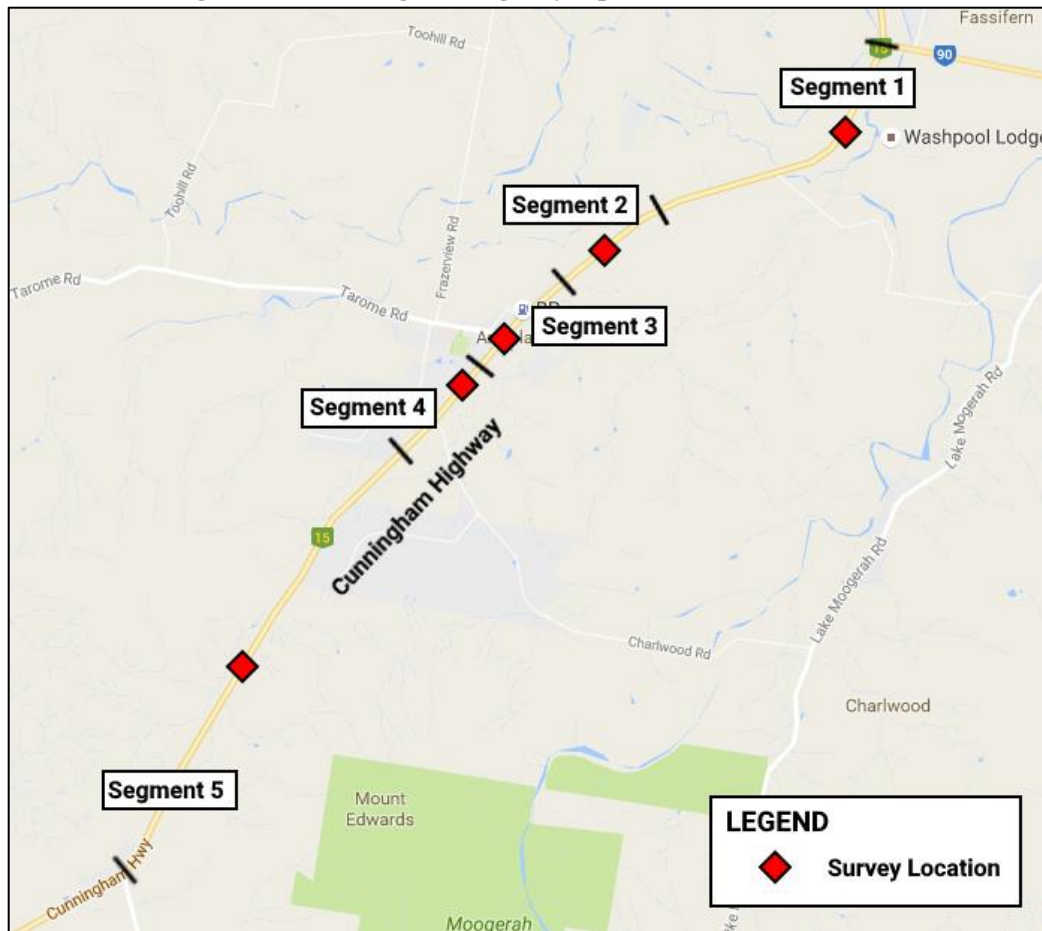 Fassifern
Toohill Rd
15
90
Segment 1
Washpool Lodge
Toohill Rd
Segment 2
Frazerview Rd
Tarome Rd
Tarome Rd
Segment 3
Lake Mogerah Rd
Segment 4
Cunningham Highway
15
Lake Moogerah Rd
Charlwood Rd
Charlwood
Segment 5
Mount
Edwards
LEGEND
Survey Location
Cunningham Hwy
Moogerah